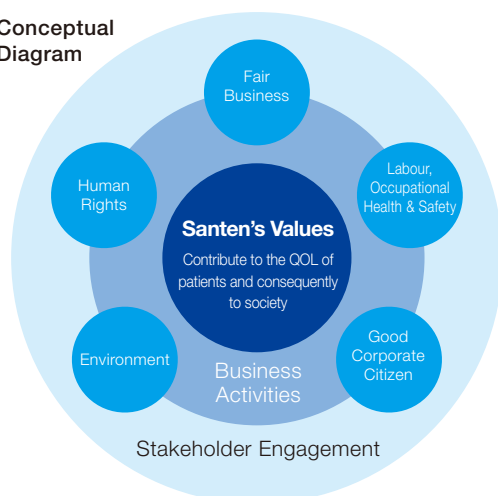 Conceptual
Diagram
Fair
Business
Human
Rights
Labour,
Occupational
Health & Safety
Santen's Values
Contribute to the QOL of
patients and consequently
to society
Environment
Good
Corporate
Citizen
Business
Activities
Stakeholder Engagement